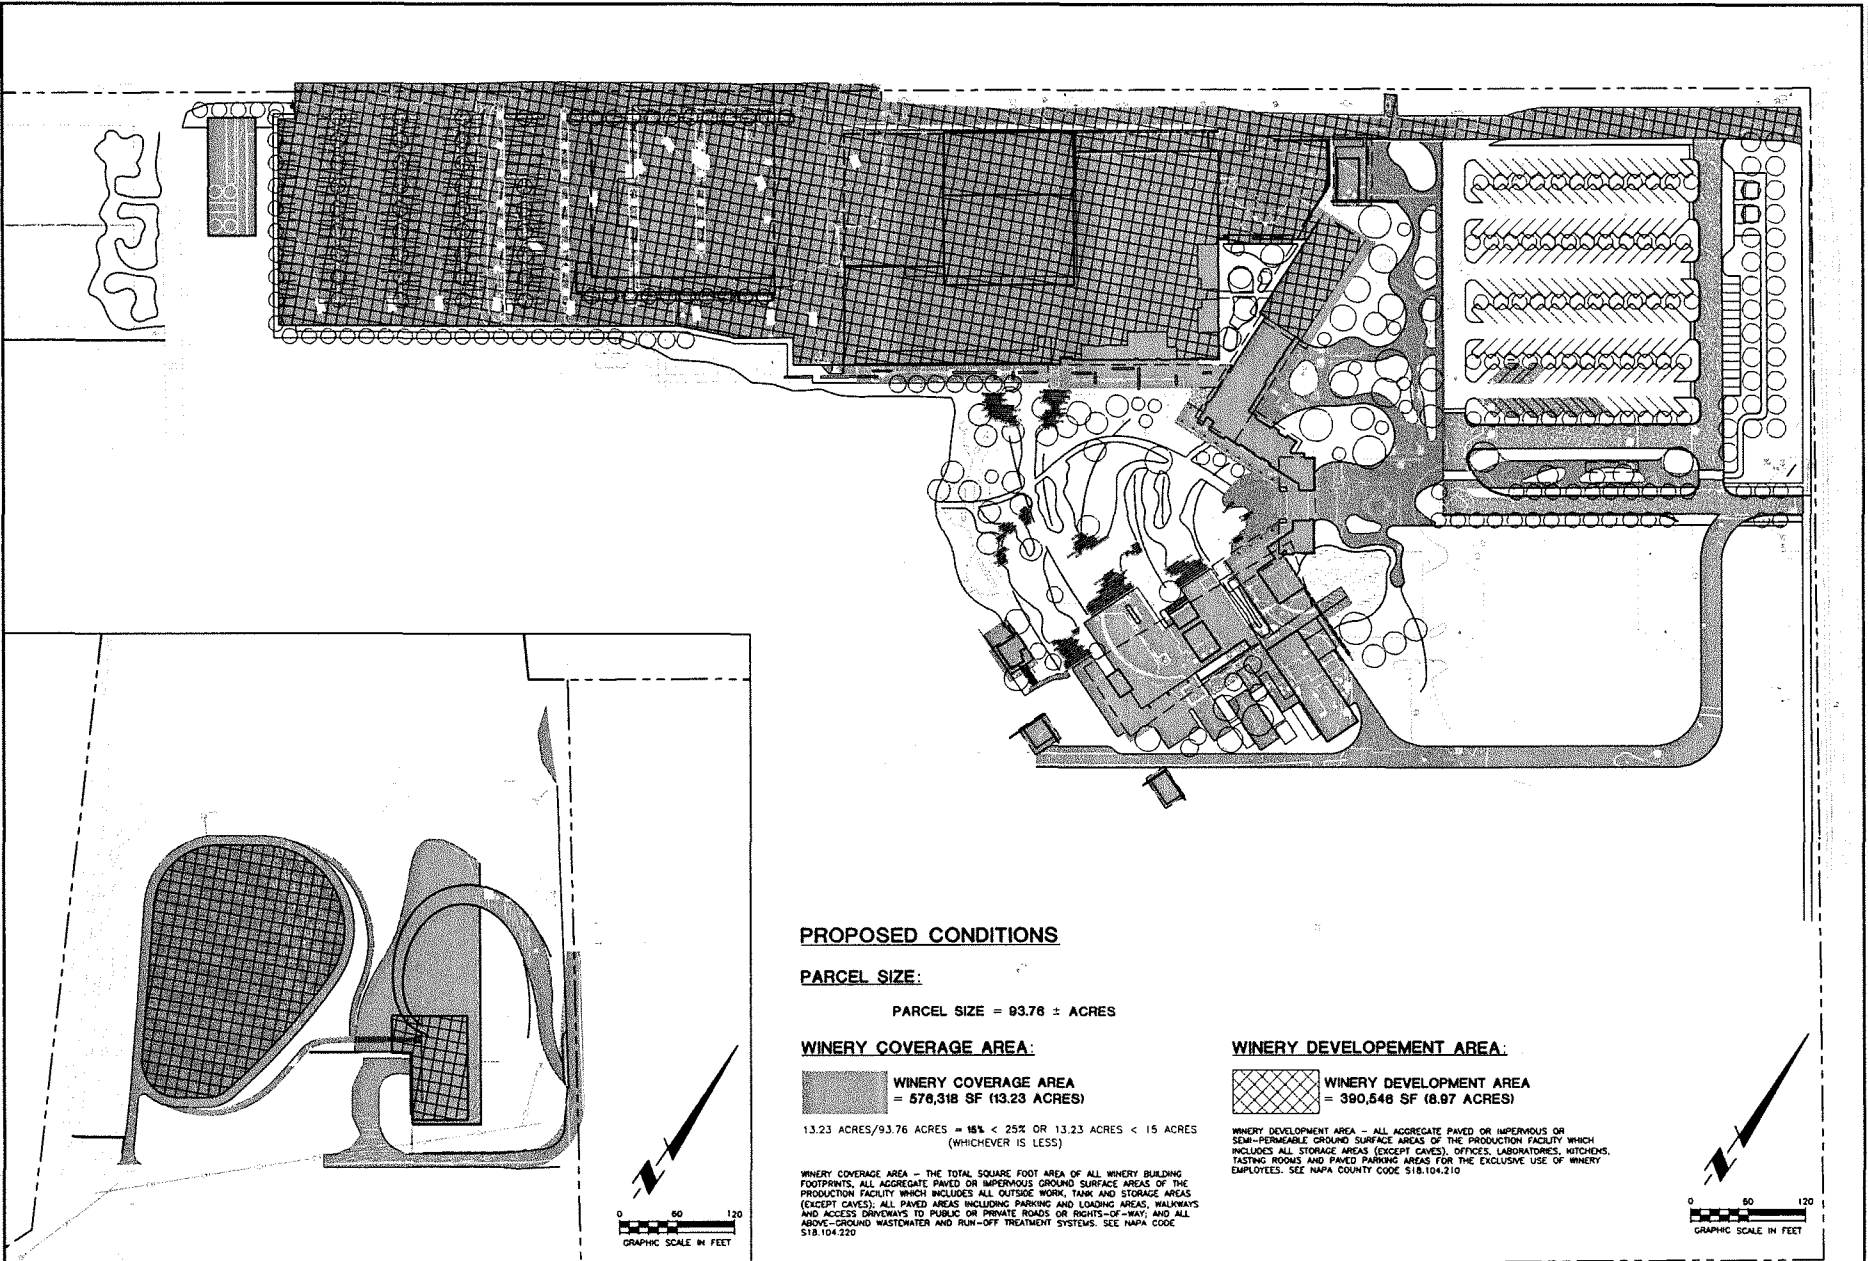 PROPOSED CONDITIONS
PARCEL SIZE:
PARCEL SIZE = 93.76 ± ACRES
WINERY COVERAGE AREA:
WINERY COVERAGE AREA
= 576,318 SF (13.23 ACRES)
13.23 ACRES/93.76 ACRES = 15% < 25% OR 13.23 ACRES < 15 ACRES
(WHICHEVER IS LESS)
WINERY COVERAGE AREA - THE TOTAL SQUARE FOOT AREA OF ALL WINERY BUILDING
FOOTPRINTS, ALL AGGREGATE PAVED OR IMPERVIOUS GROUND SURFACE AREAS OF THE
PRODUCTION FACILITY WHICH INCLUDES ALL OUTSIDE WORK, TANK AND STORAGE AREAS
(EXCEPT CAVES); ALL PAVED AREAS INCLUDING PARKING AND LOADING AREAS, WALKWAYS
AND ACCESS DRIVEWAYS TO PUBLIC OR PRIVATE ROADS OR RIGHTS-OF-WAY; AND ALL
ABOVE-GROUND WASTEWATER AND RUN-OFF TREATMENT SYSTEMS. SEE NAPA CODE
§18.104.220
WINERY DEVELOPEMENT AREA:
WINERY DEVELOPMENT AREA
= 390,546 SF (8.97 ACRES)
WINERY DEVELOPMENT AREA - ALL AGGREGATE PAVED OR IMPERVIOUS OR
SEMI-PERMEABLE GROUND SURFACE AREAS OF THE PRODUCTION FACILITY WHICH
INCLUDES ALL STORAGE AREAS (EXCEPT CAVES), OFFICES, LABORATORIES, KITCHENS,
TASTING ROOMS AND PAVED PARKING AREAS FOR THE EXCLUSIVE USE OF WINERY
EMPLOYEES. SEE NAPA COUNTY CODE §18.104.210
0 60 120
GRAPHIC SCALE IN FEET
0 60 120
GRAPHIC SCALE IN FEET